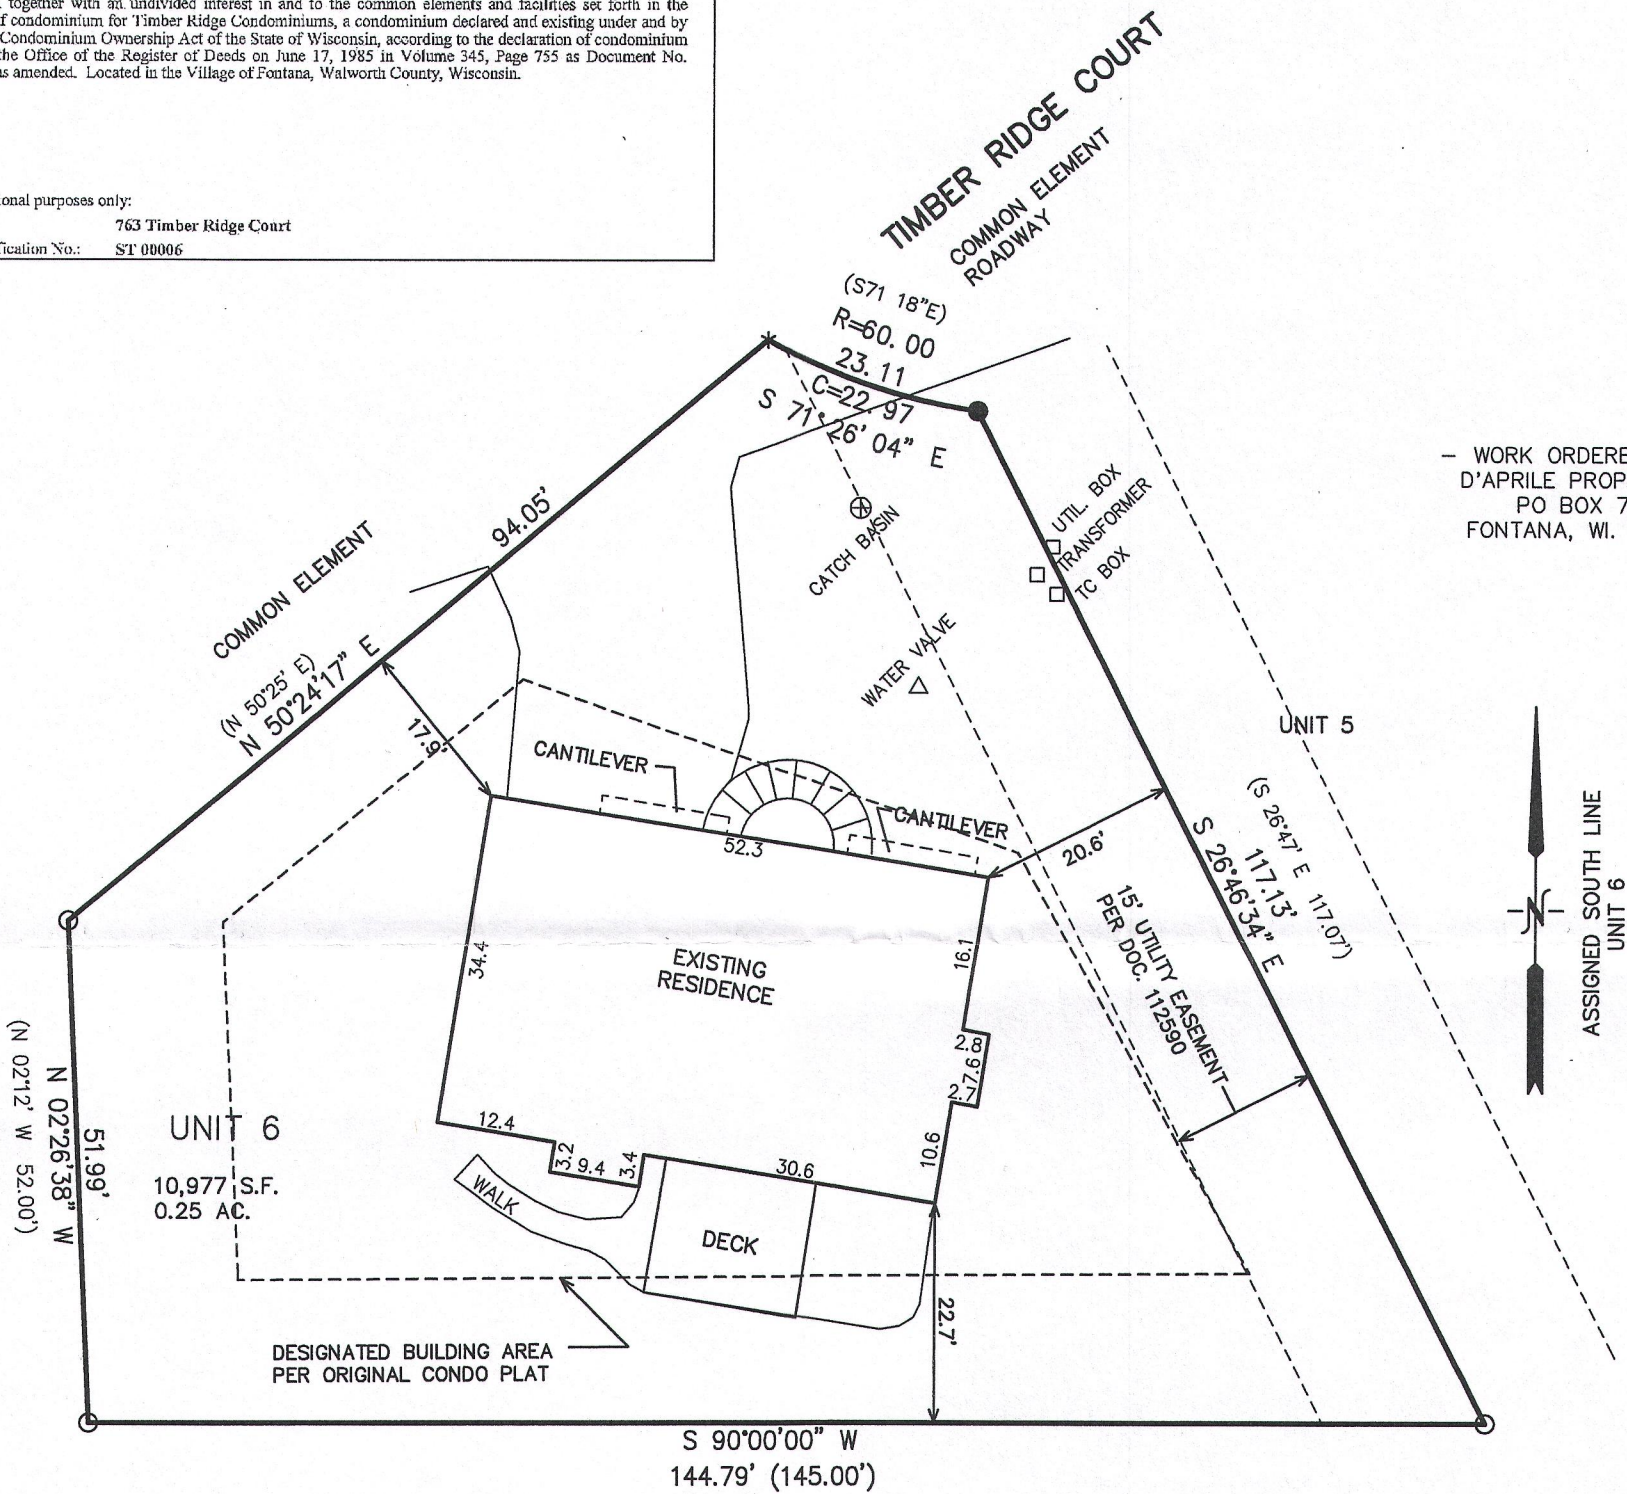 together with an undivided interest in and to the common elements and facilities set forth in the
f condominium for Timber Ridge Condominiums, a condominium declared and existing under and by
Condominium Ownership Act of the State of Wisconsin, according to the declaration of condominium
he Office of the Register of Deeds on June 17, 1985 in Volume 345, Page 755 as Document No.
as amended. Located in the Village of Fontana, Walworth County, Wisconsin.
onal purposes only:
763 Timber Ridge Court
ication No.: ST 00006
TIMBER RIDGE COURT
COMMON ELEMENT
ROADWAY
(S71 18"E)
R=60.00
23.11
C=22.97
S 71°26'04" E
94.05'
COMMON ELEMENT
(N 50°25' E)
N 50°24'17" E
17.9'
CATCH BASIN
UTIL. BOX
TRANSFORMER
TC BOX
WATER VALVE
– WORK ORDERE
D'APRILE PROP
PO BOX 7
FONTANA, WI.
UNIT 5
(S 26°47' E 117.07')
117.13'
S 26°46'34" E
CANTILEVER
CANTILEVER
52.3
20.6'
15' UTILITY EASEMENT
PER DOC. 112590
N
ASSIGNED SOUTH LINE
UNIT 6
34.4
EXISTING
RESIDENCE
16.1
2.8
7.6
2.7
10.6
12.4
3.2
9.4
3.4
30.6
WALK
DECK
22.7'
UNIT 6
10,977 S.F.
0.25 AC.
51.99'
N 02°26'38" W
(N 02°12' W 52.00')
DESIGNATED BUILDING AREA
PER ORIGINAL CONDO PLAT
S 90°00'00" W
144.79' (145.00')